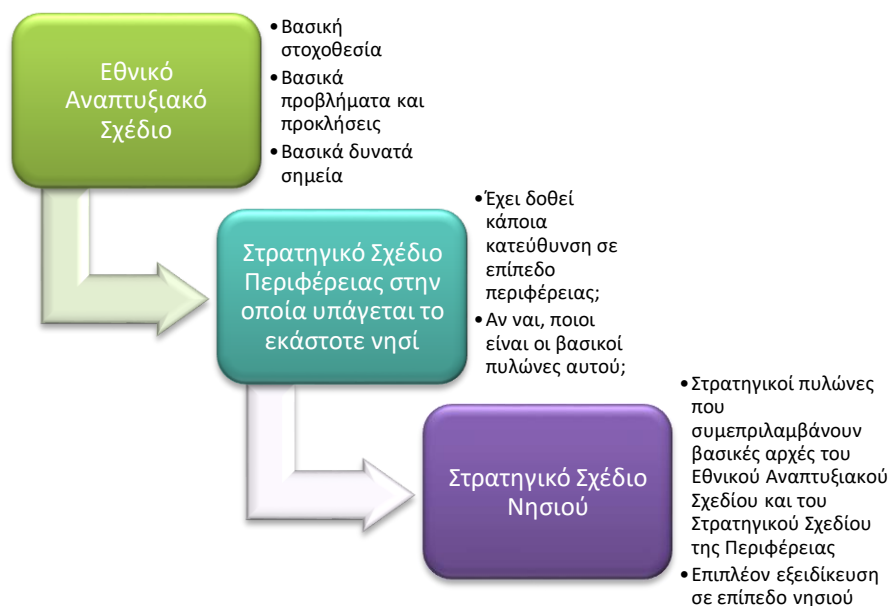 Εθνικό
Αναπτυξιακό
Σχέδιο
•Βασική
στοχοθεσία
•Βασικά
προβλήματα και
προκλήσεις
•Βασικά δυνατά
σημεία
Στρατηγικό Σχέδιο
Περιφέρειας στην
οποία υπάγεται το
εκάστοτε νησί
•Έχει δοθεί
κάποια
κατεύθυνση σε
επίπεδο
περιφέρειας;
•Αν ναι, ποιοι
είναι οι βασικοί
πυλώνες αυτού;
Στρατηγικό Σχέδιο
Νησιού
•Στρατηγικοί πυλώνες
που
συμεπριλαμβάνουν
βασικές αρχές του
Εθνικού Αναπτυξιακού
Σχεδίου και του
Στρατηγικού Σχεδίου
της Περιφέρειας
•Επιπλέον εξειδίκευση
σε επίπεδο νησιού